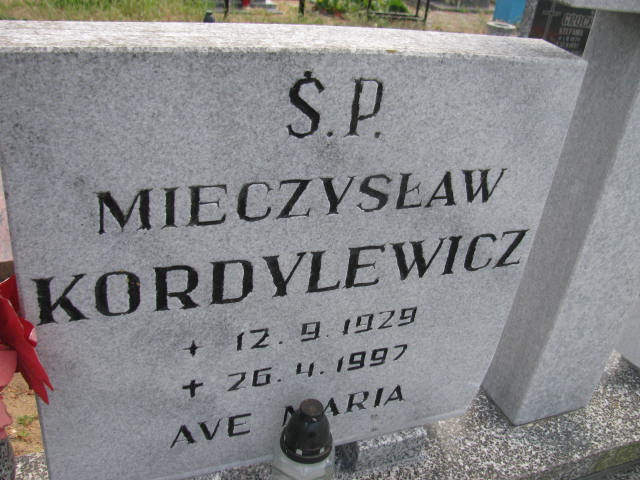 Ś.P.
MIECZYSŁAW
KORDYLEWICZ
+ 12.9.1929
+ 26.4.1997
AVE MARIA